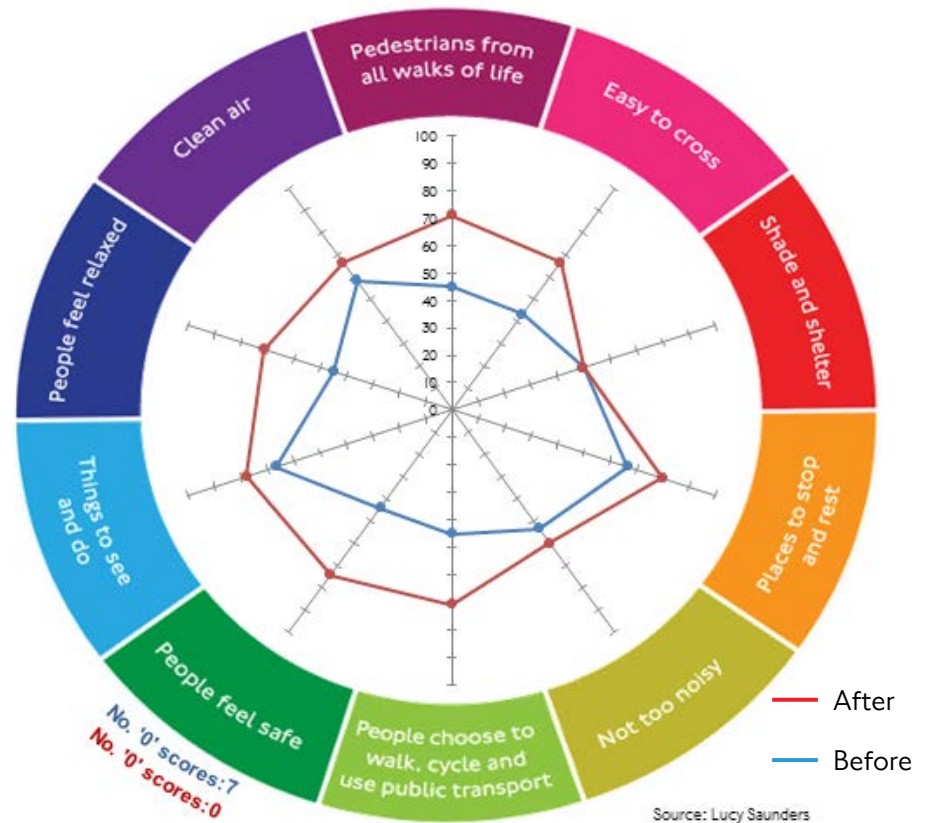 Pedestrians from
all walks of life
Easy to cross
Shade and shelter
Places to stop
and rest
Not too noisy
People choose to
walk, cycle and
use public transport
People feel safe
Things to see
and do
People feel relaxed
Clean air
100
90
80
70
60
50
40
30
20
10
0
No. '0' scores:7
No. '0' scores:0
After
Before
Source: Lucy Saunders